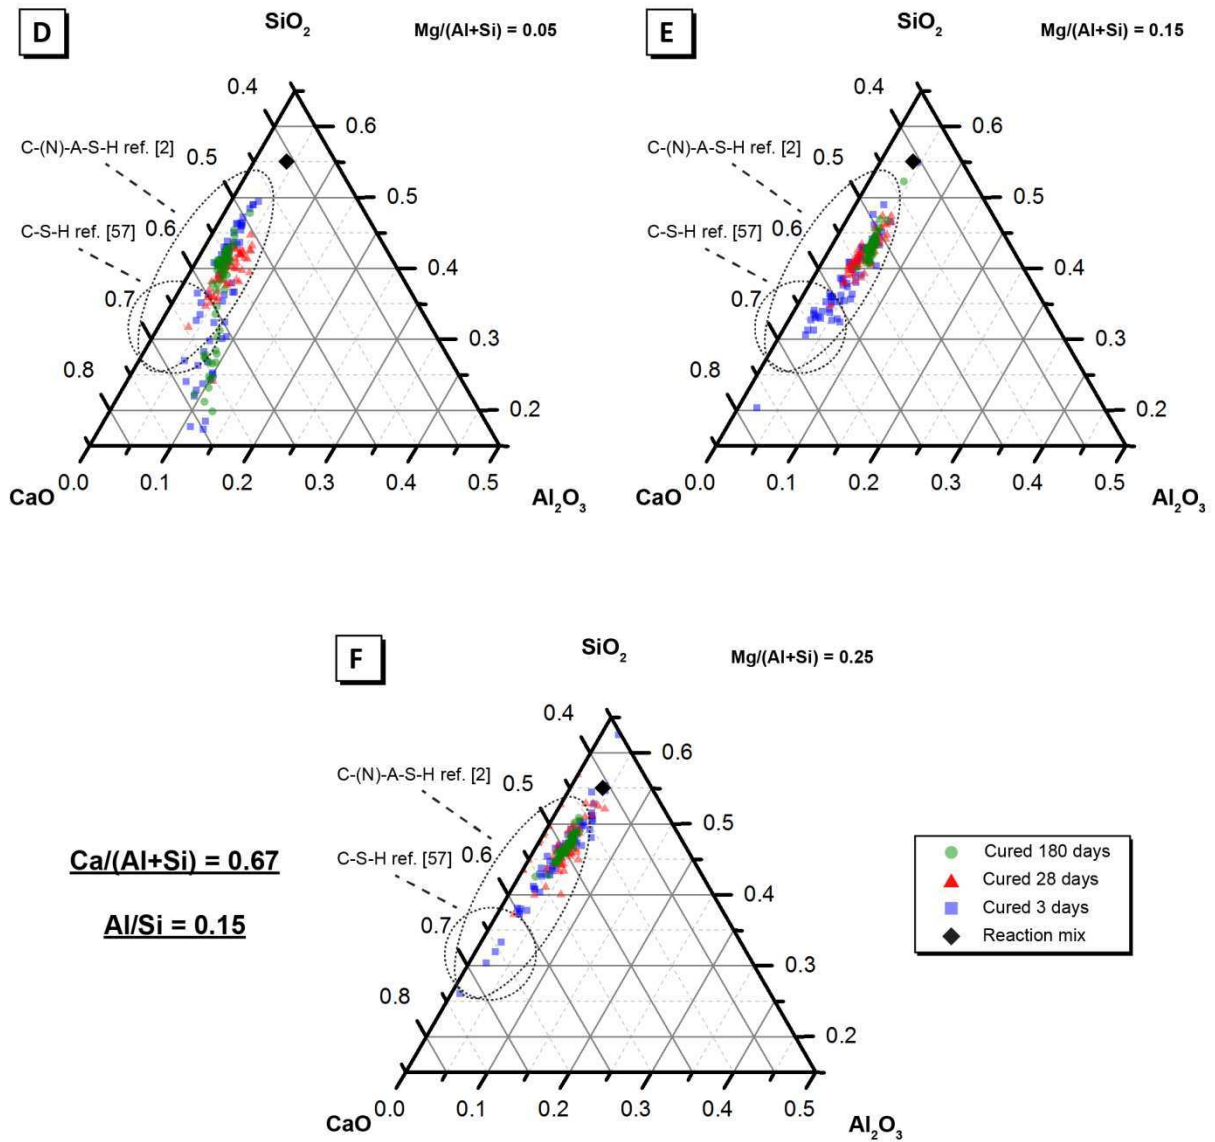 D
SiO2
Mg/(Al+Si) = 0.05
0.4
0.6
C-(N)-A-S-H ref. [2]
0.5
0.5
C-S-H ref. [57]
0.6
0.4
0.7
0.3
0.8
0.2
CaO
0.0
0.1
0.2
0.3
0.4
0.5
Al2O3
E
SiO2
Mg/(Al+Si) = 0.15
0.4
0.6
C-(N)-A-S-H ref. [2]
0.5
0.5
C-S-H ref. [57]
0.6
0.4
0.7
0.3
0.8
0.2
CaO
0.0
0.1
0.2
0.3
0.4
0.5
Al2O3
F
SiO2
Mg/(Al+Si) = 0.25
0.4
0.6
C-(N)-A-S-H ref. [2]
0.5
0.5
C-S-H ref. [57]
0.6
0.4
0.7
0.3
0.8
0.2
CaO
0.0
0.1
0.2
0.3
0.4
0.5
Al2O3
Ca/(Al+Si) = 0.67
Al/Si = 0.15
Cured 180 days
Cured 28 days
Cured 3 days
Reaction mix